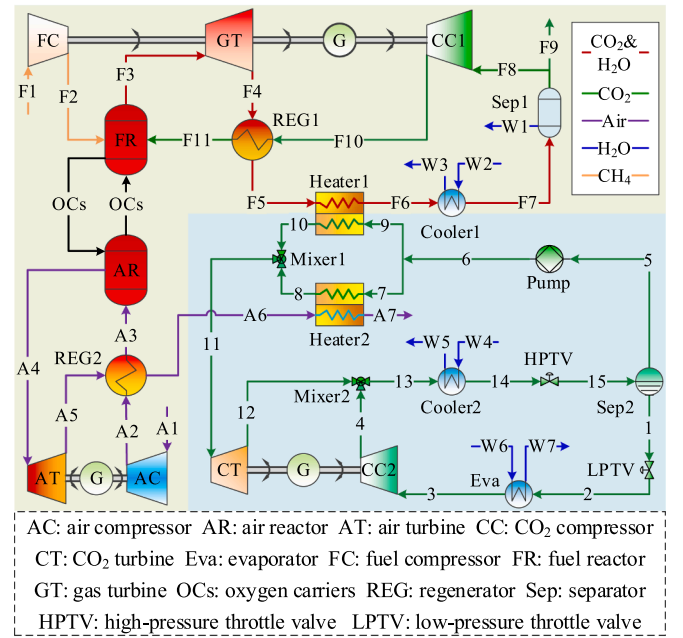 FC
GT
G
CC1
F9
CO2&
H2O
CO2
Air
H2O
CH4
F1
F2
F3
F4
F8
Sep1
W1
REG1
FR
F11
F10
OCs
OCs
Heater1
W3
W2
F5
F6
F7
Cooler1
10
9
Mixer1
6
5
Pump
AR
8
7
A6
A7
Heater2
A3
A4
REG2
11
W5
W4
HPTV
12
Mixer2
13
14
15
Cooler2
Sep2
A5
A2
A1
4
1
W6
W7
LPTV
AT
G
AC
CT
G
CC2
Eva
3
2
AC: air compressor AR: air reactor AT: air turbine CC: CO2 compressor
CT: CO2 turbine Eva: evaporator FC: fuel compressor FR: fuel reactor
GT: gas turbine OCs: oxygen carriers REG: regenerator Sep: separator
HPTV: high-pressure throttle valve LPTV: low-pressure throttle valve